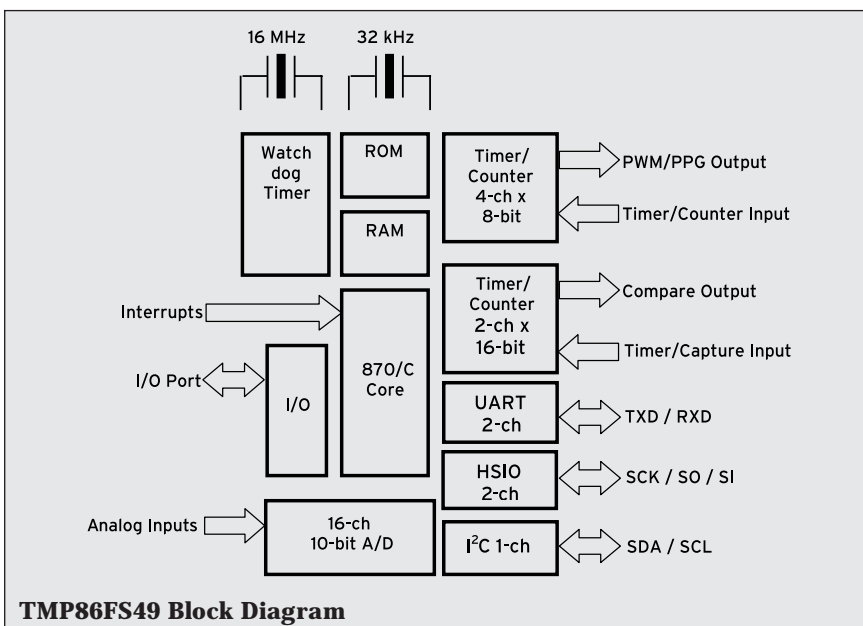 16 MHz
32 kHz
Watch
dog
Timer
ROM
RAM
Timer/
Counter
4-ch x
8-bit
PWM/PPG Output
Timer/Counter Input
Timer/
Counter
2-ch x
16-bit
Compare Output
Timer/Capture Input
Interrupts
I/O Port
I/O
870/C
Core
UART
2-ch
TXD / RXD
HSIO
2-ch
SCK / SO / SI
Analog Inputs
16-ch
10-bit A/D
I²C 1-ch
SDA / SCL
TMP86FS49 Block Diagram